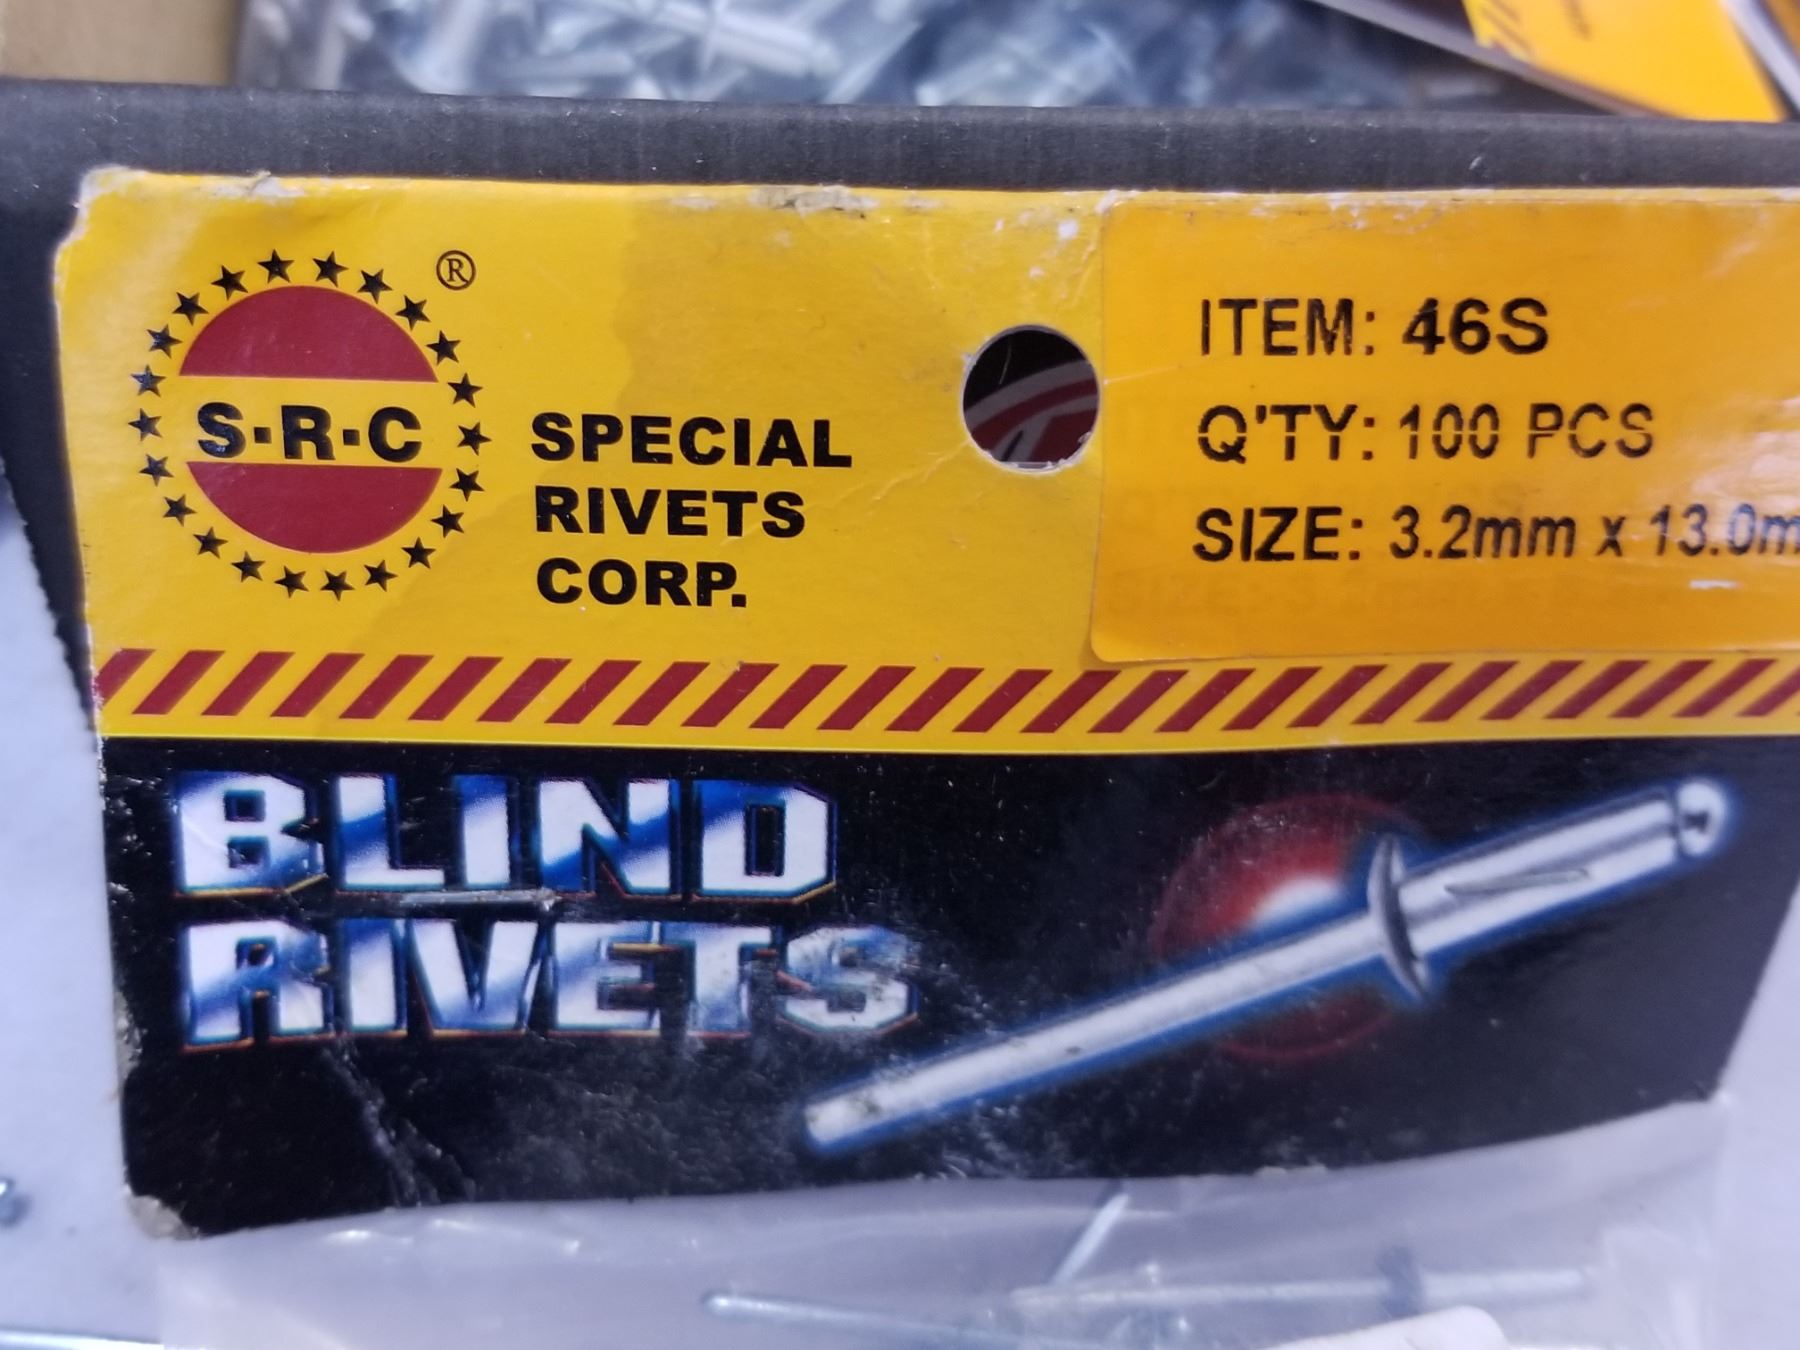 ®
S·R·C
SPECIAL
RIVETS
CORP.
ITEM: 46S
Q'TY: 100 PCS
SIZE: 3.2mm x 13.0m
BLIND
RIVETS